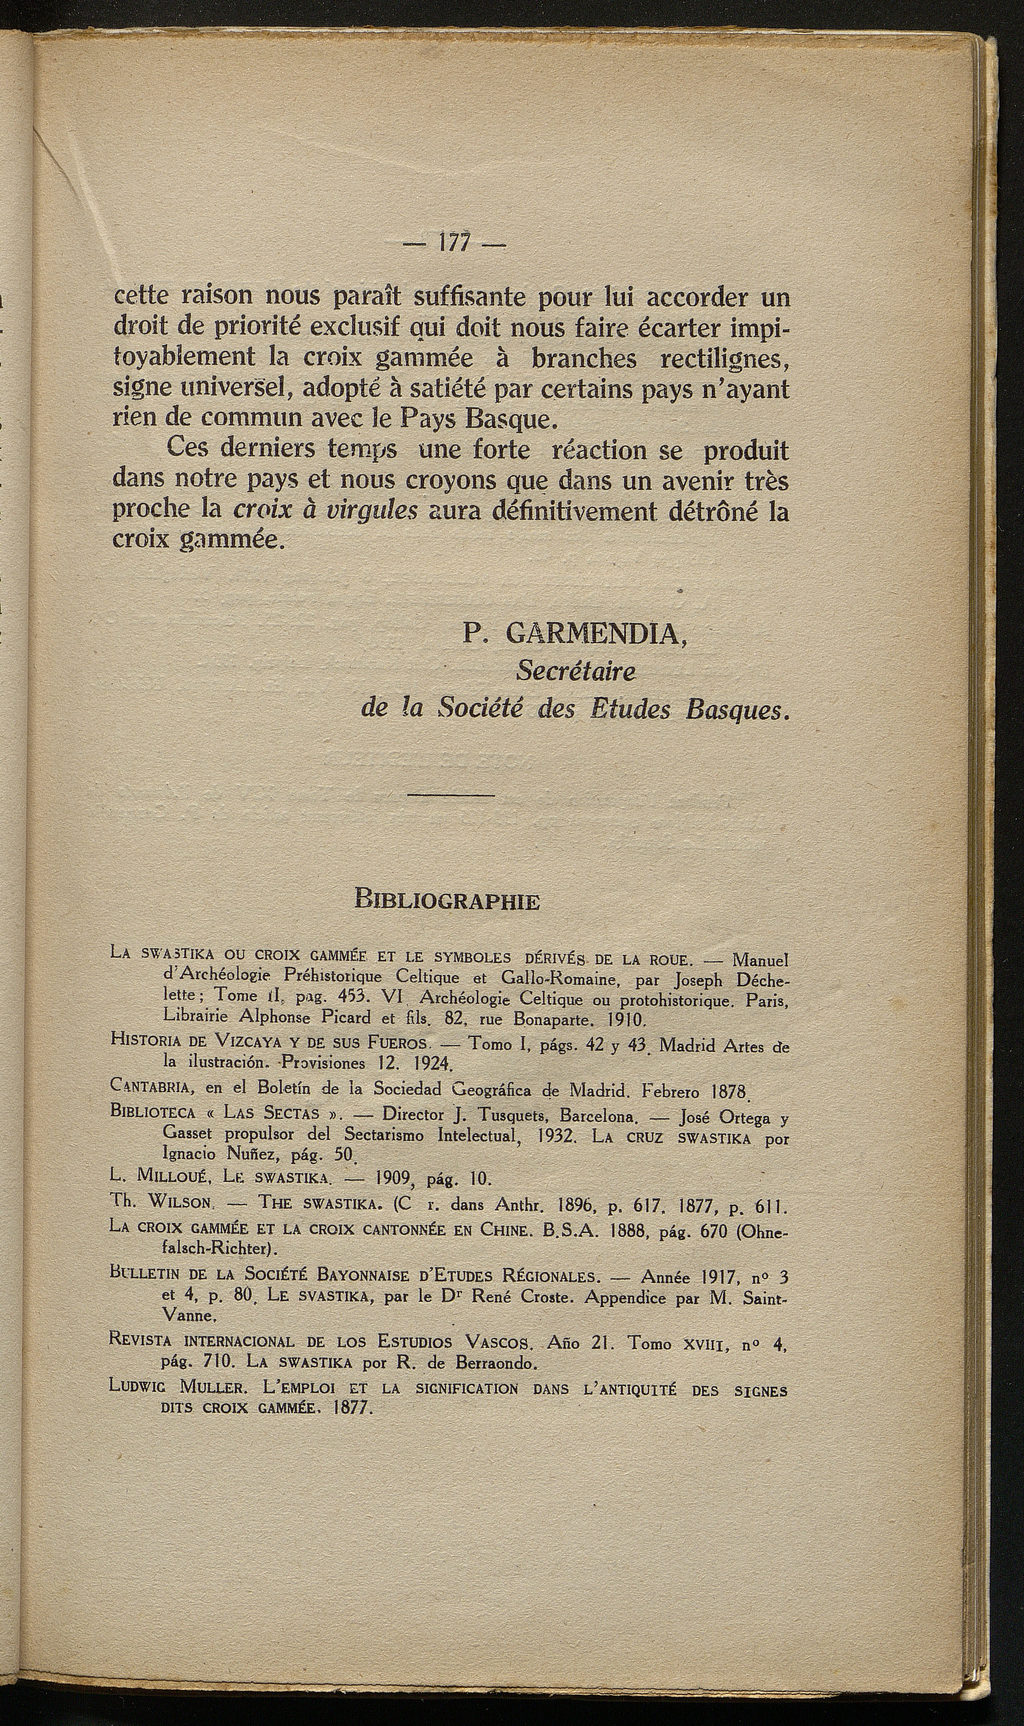 — 177 —
cette raison nous paraît suffisante pour lui accorder un
droit de priorité exclusif qui doit nous faire écarter impi-
toyablement la croix gammée à branches rectilignes,
signe universel, adopté à satiété par certains pays n'ayant
rien de commun avec le Pays Basque.
Ces derniers temps une forte réaction se produit
dans notre pays et nous croyons que dans un avenir très
proche la croix à virgules aura définitivement détrôné la
croix gammée.
P. GARMENDIA,
Secrétaire
de la Société des Etudes Basques.
BIBLIOGRAPHIE
LA SWASTIKA OU CROIX GAMMÉE ET LE SYMBOLES DÉRIVÉS DE LA ROUE. — Manuel
d'Archéologie Préhistorique Celtique et Gallo-Romaine, par Joseph Déche-
lette; Tome II, pag. 453. VI Archéologie Celtique ou protohistorique. Paris,
Librairie Alphonse Picard et fils. 82, rue Bonaparte. 1910.
HISTORIA DE VIZCAYA Y DE SUS FUEROS. — Tomo I, págs. 42 y 43. Madrid Artes de
la ilustración. -Provisiones 12. 1924.
CANTABRIA, en el Boletín de la Sociedad Geográfica de Madrid. Febrero 1878.
BIBLIOTECA « LAS SECTAS ». — Director J. Tusquets, Barcelona. — José Ortega y
Gasset propulsor del Sectarismo Intelectual, 1932. LA CRUZ SWASTIKA por
Ignacio Nuñez, pág. 50.
L. MILLOUÉ, LE SWASTIKA. — 1909, pág. 10.
Th. WILSON. — THE SWASTIKA. (C r. dans Anthr. 1896, p. 617. 1877, p. 611.
LA CROIX GAMMÉE ET LA CROIX CANTONNÉE EN CHINE. B.S.A. 1888, pág. 670 (Ohne-
falsch-Richter).
BULLETIN DE LA SOCIÉTÉ BAYONNAISE D'ETUDES RÉGIONALES. — Année 1917, nº 3
et 4, p. 80. LE SVASTIKA, par le Dr René Croste. Appendice par M. Saint-
Vanne.
REVISTA INTERNACIONAL DE LOS ESTUDIOS VASCOS. Año 21. Tomo XVIII, nº 4,
pág. 710. LA SWASTIKA por R. de Berraondo.
LUDWIG MULLER. L'EMPLOI ET LA SIGNIFICATION DANS L'ANTIQUITÉ DES SIGNES
DITS CROIX GAMMÉE. 1877.